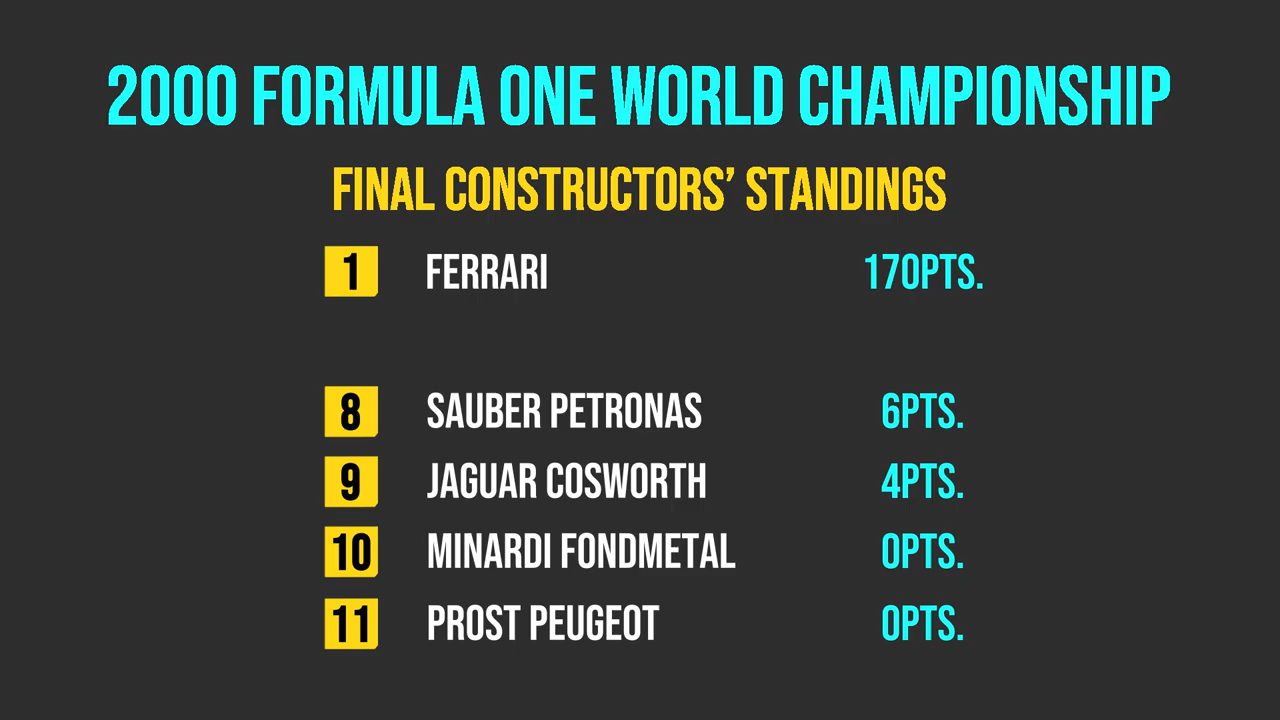 2000 FORMULA ONE WORLD CHAMPIONSHIP
FINAL CONSTRUCTORS’ STANDINGS
1 FERRARI 170PTS.
8 SAUBER PETRONAS 6PTS.
9 JAGUAR COSWORTH 4PTS.
10 MINARDI FONDMETAL 0PTS.
11 PROST PEUGEOT 0PTS.